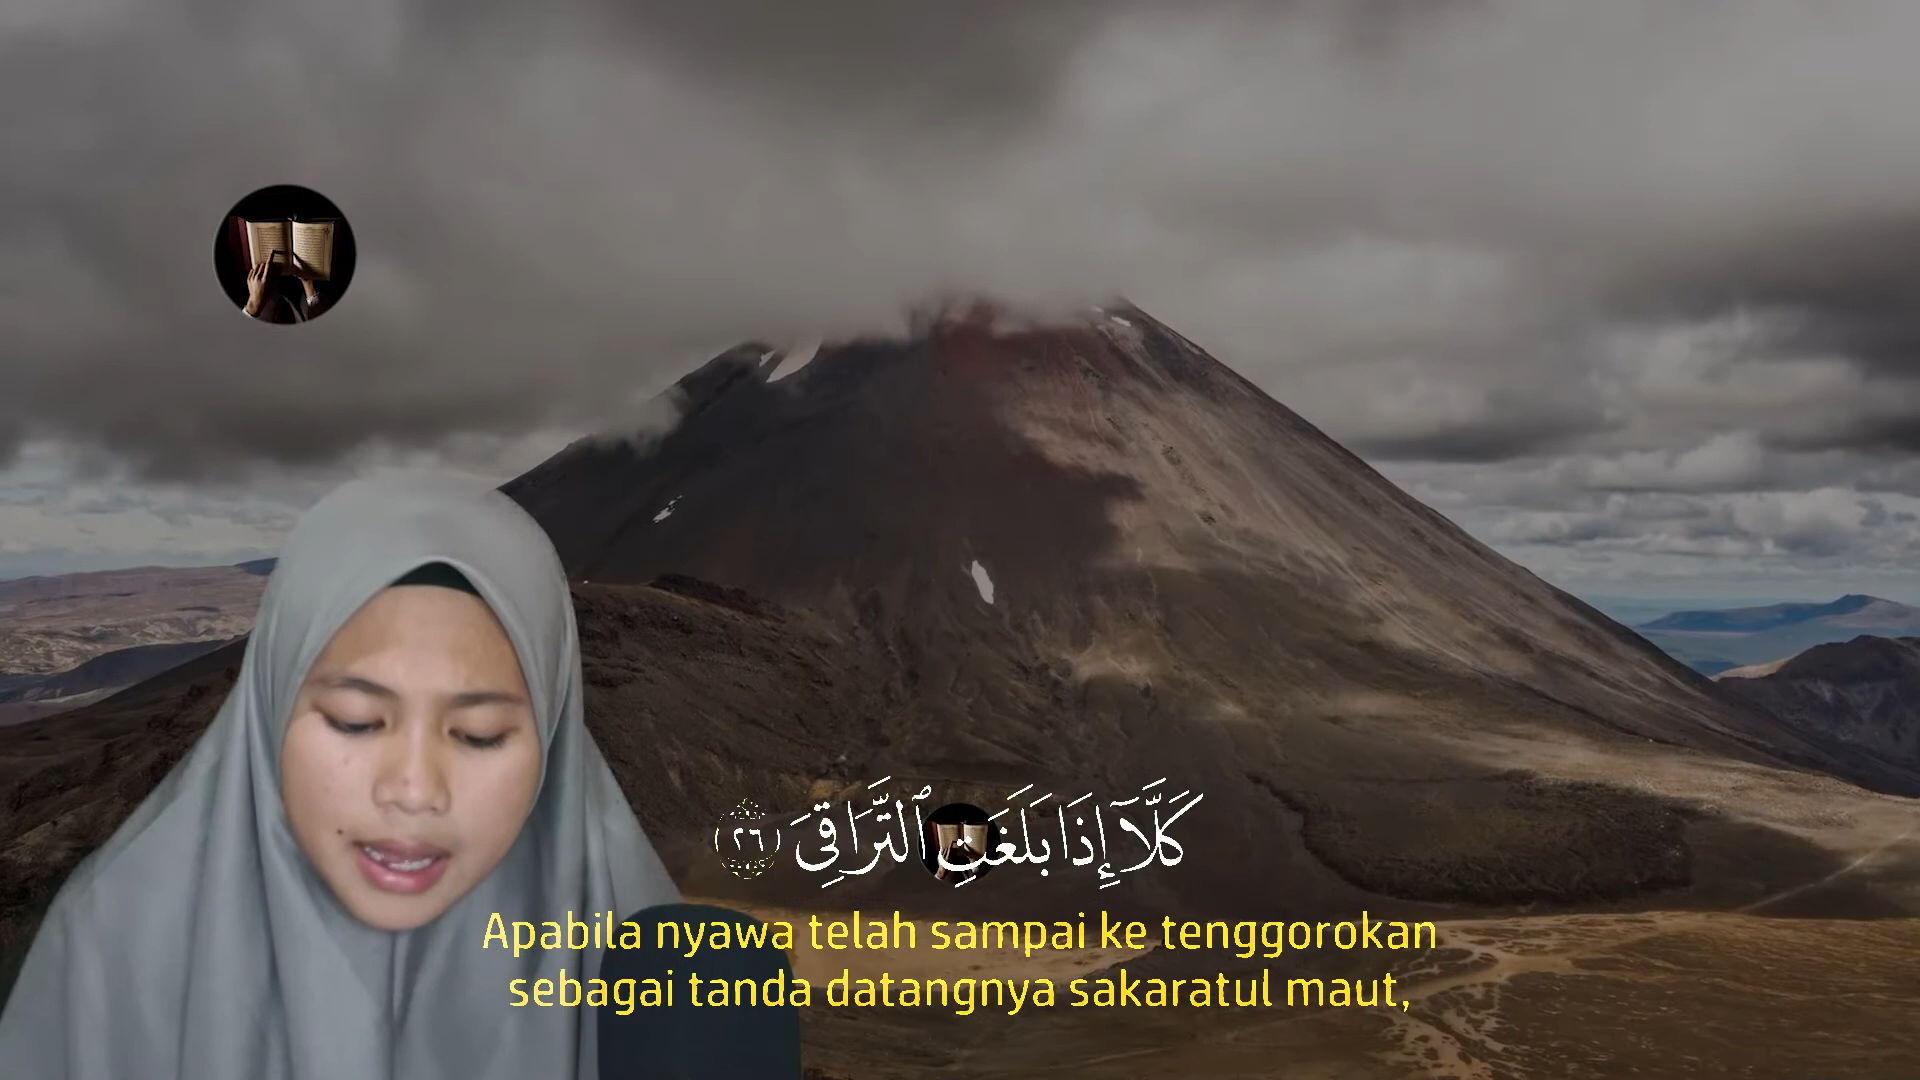 كَلَّآ إِذَا بَلَغَتِ ٱلتَّرَاقِىَ ٢٦
Apabila nyawa telah sampai ke tenggorokan
sebagai tanda datangnya sakaratul maut,